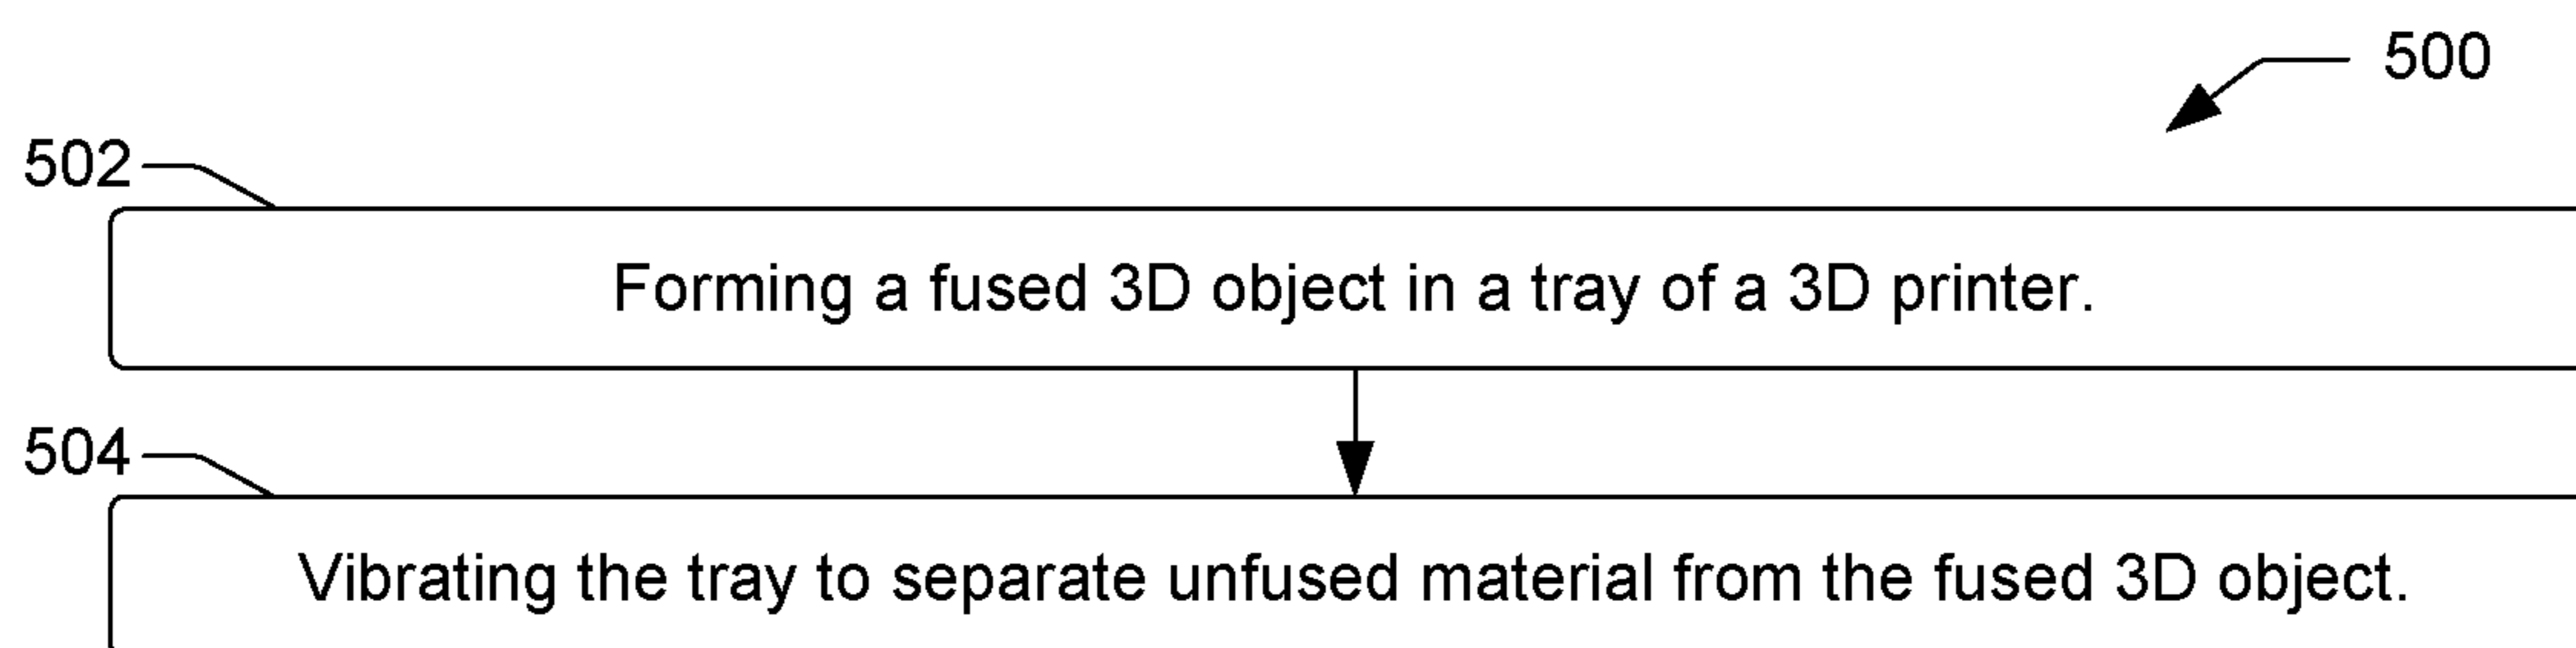 500
502
Forming a fused 3D object in a tray of a 3D printer.
504
Vibrating the tray to separate unfused material from the fused 3D object.